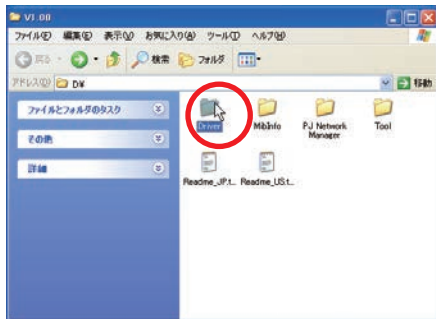 V1.00
ファイル(F) 編集(E) 表示(V) お気に入り(A) ツール(T) ヘルプ(H)
戻る 検索 フォルダ
アドレス(D) D¥ 移動
ファイルとフォルダのタスク
その他
詳細
Driver MibInfo PJ Network Manager Tool
Readme_JP.t... Readme_US.t...